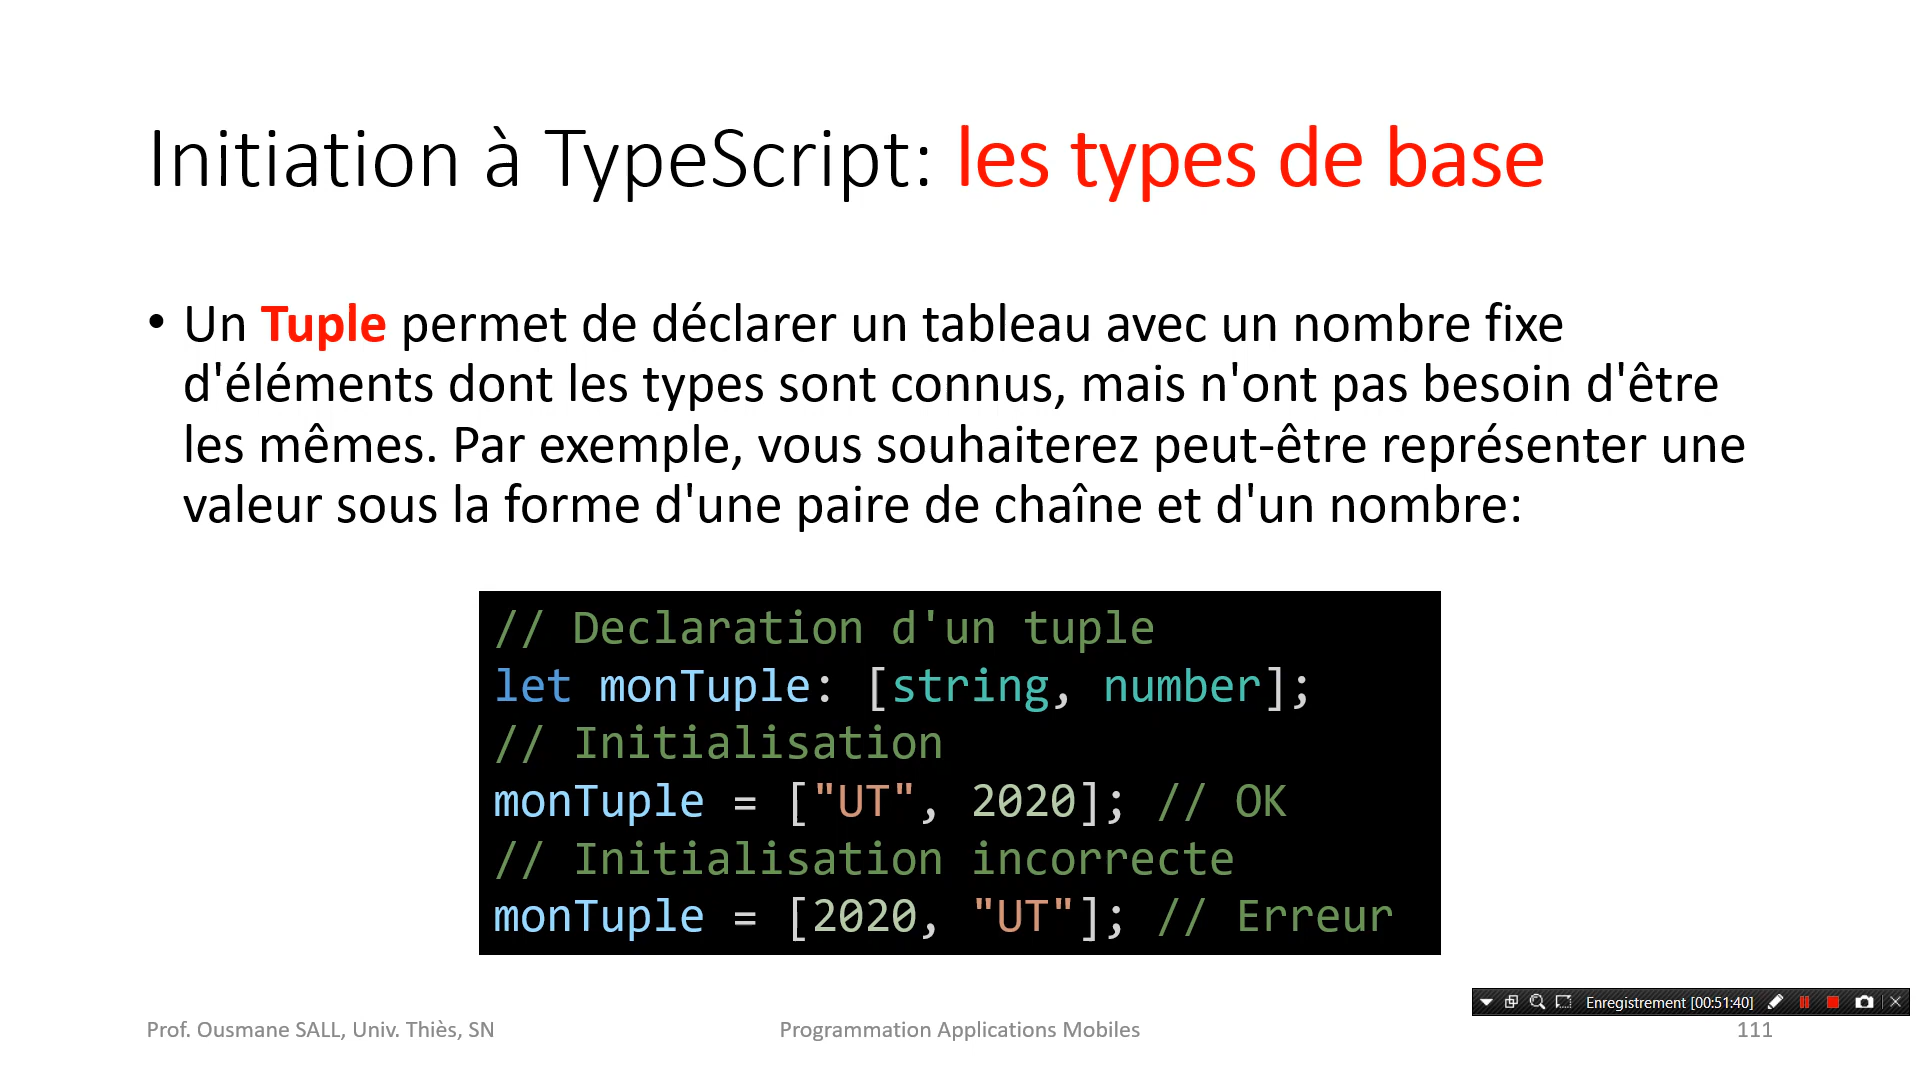 Initiation à TypeScript: les types de base
• Un Tuple permet de déclarer un tableau avec un nombre fixe
d'éléments dont les types sont connus, mais n'ont pas besoin d'être
les mêmes. Par exemple, vous souhaiterez peut-être représenter une
valeur sous la forme d'une paire de chaîne et d'un nombre:
// Declaration d'un tuple
let monTuple: [string, number];
// Initialisation
monTuple = ["UT", 2020]; // OK
// Initialisation incorrecte
monTuple = [2020, "UT"]; // Erreur
Enregistrement [00:51:40]
Prof. Ousmane SALL, Univ. Thiès, SN
Programmation Applications Mobiles
111